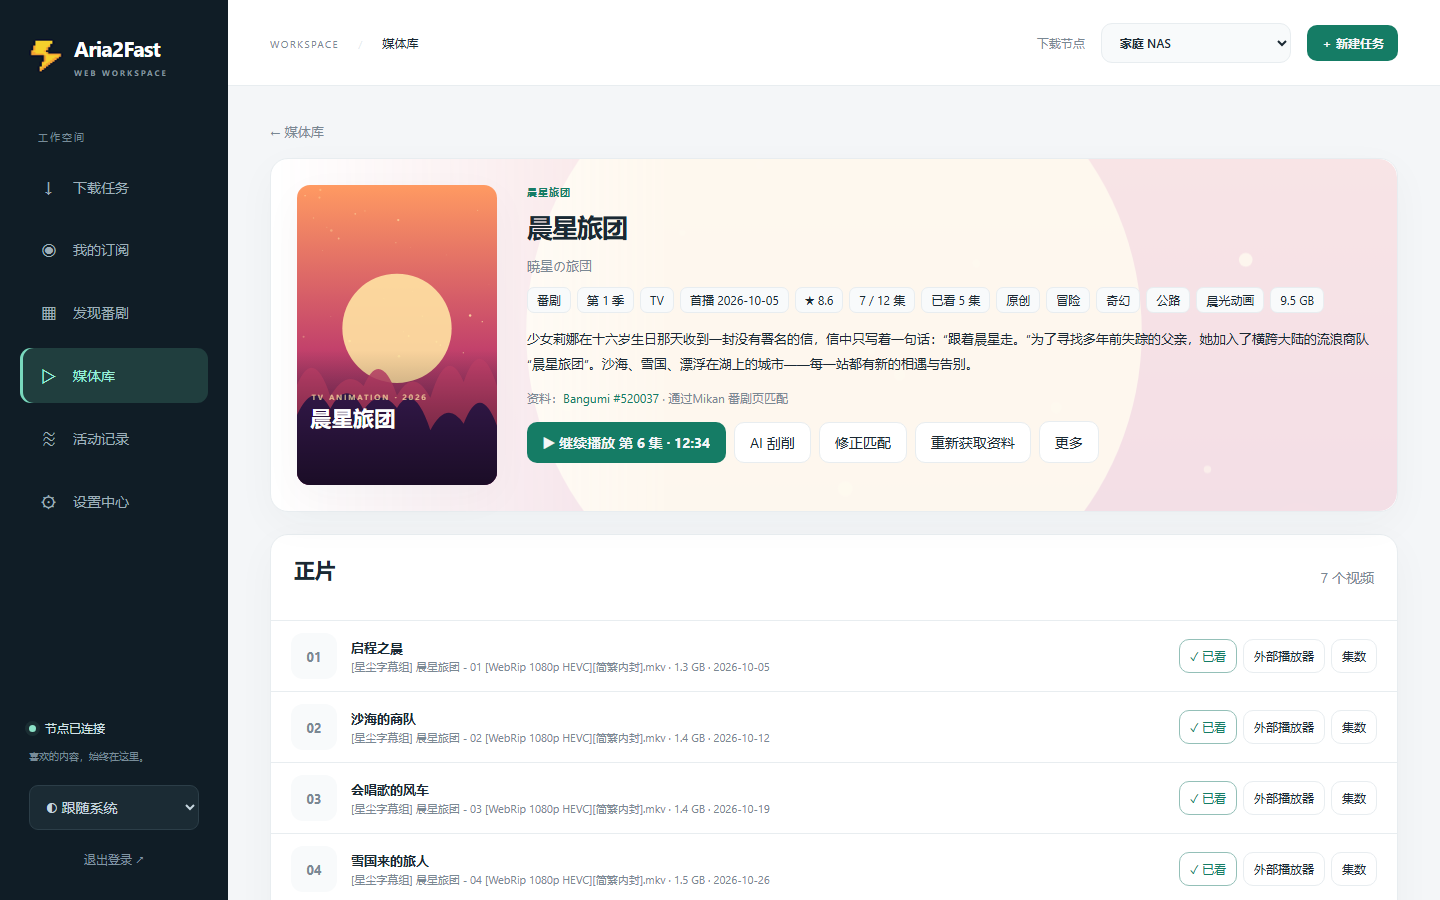 Aria2Fast
WEB WORKSPACE
工作空间
下载任务
我的订阅
发现番剧
媒体库
活动记录
设置中心
节点已连接
喜欢的内容，始终在这里。
跟随系统
退出登录 ↗
WORKSPACE / 媒体库
下载节点 家庭 NAS + 新建任务
← 媒体库
TV ANIMATION · 2026
晨星旅团
晨星旅团
晨星旅团
暁星の旅団
番剧 第 1 季 TV 首播 2026-10-05 ★ 8.6 7 / 12 集 已看 5 集 原创 冒险 奇幻 公路 晨光动画 9.5 GB
少女莉娜在十六岁生日那天收到一封没有署名的信，信中只写着一句话：“跟着晨星走。”为了寻找多年前失踪的父亲，她加入了横跨大陆的流浪商队
“晨星旅团”。沙海、雪国、漂浮在湖上的城市——每一站都有新的相遇与告别。
资料：Bangumi #520037 · 通过Mikan 番剧页匹配
▶ 继续播放 第 6 集 · 12:34 AI 刮削 修正匹配 重新获取资料 更多
正片
7 个视频
01 启程之晨
[星尘字幕组] 晨星旅团 - 01 [WebRip 1080p HEVC][简繁内封].mkv · 1.3 GB · 2026-10-05
✓ 已看 外部播放器 集数
02 沙海的商队
[星尘字幕组] 晨星旅团 - 02 [WebRip 1080p HEVC][简繁内封].mkv · 1.4 GB · 2026-10-12
✓ 已看 外部播放器 集数
03 会唱歌的风车
[星尘字幕组] 晨星旅团 - 03 [WebRip 1080p HEVC][简繁内封].mkv · 1.4 GB · 2026-10-19
✓ 已看 外部播放器 集数
04 雪国来的旅人
[星尘字幕组] 晨星旅团 - 04 [WebRip 1080p HEVC][简繁内封].mkv · 1.5 GB · 2026-10-26
✓ 已看 外部播放器 集数